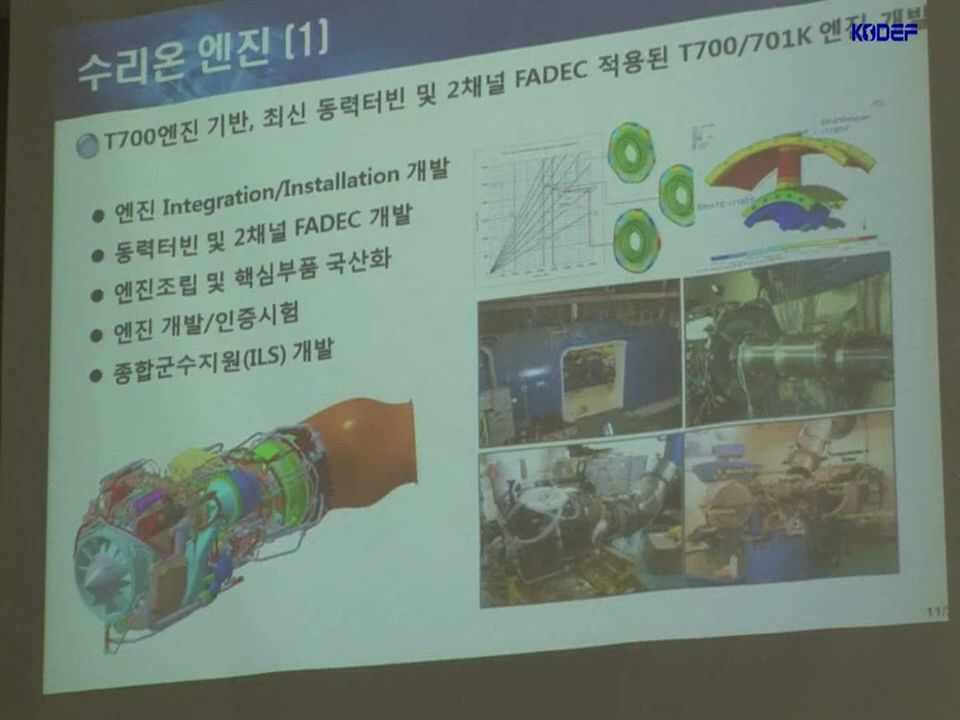 수리온 엔진 (1)
KODEF
T700엔진 기반, 최신 동력터빈 및 2채널 FADEC 적용된 T700/701K 엔진 개발
● 엔진 Integration/Installation 개발
● 동력터빈 및 2채널 FADEC 개발
● 엔진조립 및 핵심부품 국산화
● 엔진 개발/인증시험
● 종합군수지원(ILS) 개발